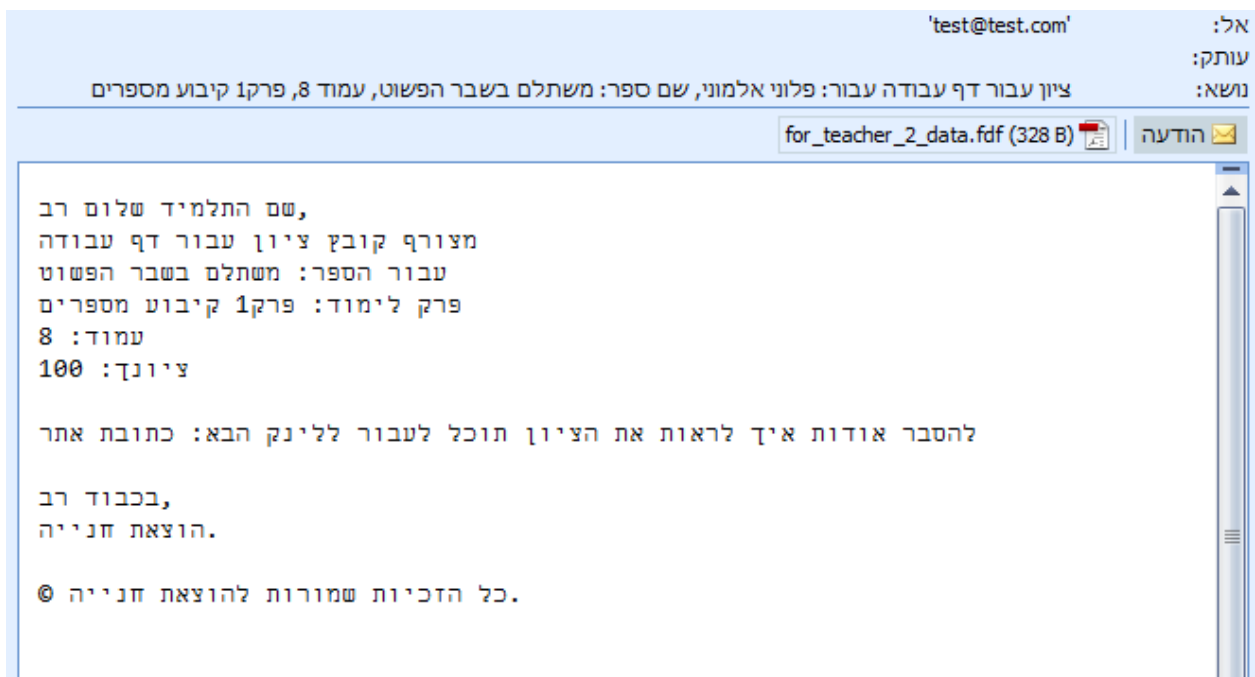 אל: 'test@test.com'
עותק:
נושא: ציון עבור דף עבודה עבור: פלוני אלמוני, שם ספר: משתלם בשבר הפשוט, עמוד 8, פרק1 קיבוע מספרים
הודעה for_teacher_2_data.fdf (328 B)
שם התלמיד שלום רב,
מצורף קובץ ציון עבור דף עבודה
עבור הספר: משתלם בשבר הפשוט
פרק לימוד: פרק1 קיבוע מספרים
עמוד: 8
ציונך: 100
להסבר אודות איך לראות את הציון תוכל לעבור ללינק הבא: כתובת אתר
בכבוד רב,
הוצאת חנייה.
© כל הזכיות שמורות להוצאת חנייה.